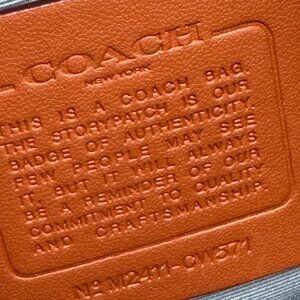 COACH
NEW YORK
THIS IS A COACH BAG
THE STORYPATCH IS OUR
BADGE OF AUTHENTICITY.
FEW PEOPLE MAY SEE
IT, BUT IT WILL ALWAYS
BE A REMINDER OF OUR
COMMITMENT TO QUALITY
AND CRAFTSMANSHIP.
Nº M2411-CW571